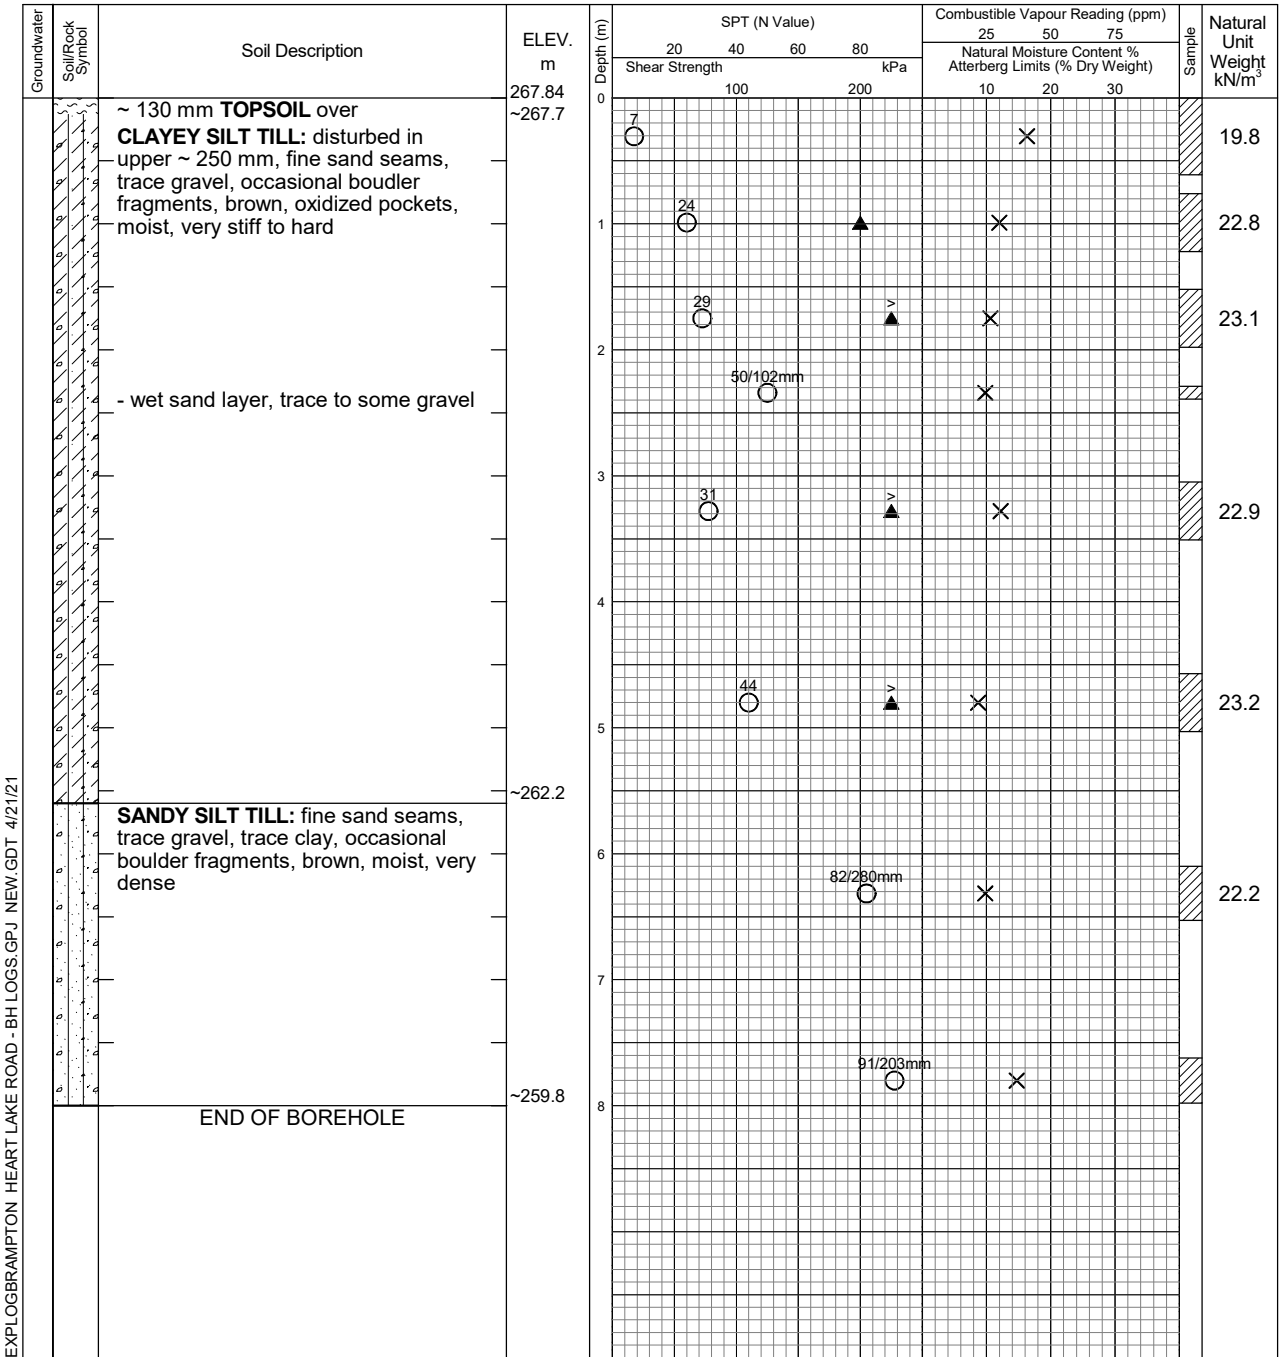 Groundwater
Soil/Rock
Symbol
Soil Description
ELEV.
m
267.84
Depth (m)
SPT (N Value)
20 40 60 80
Shear Strength kPa
100 200
Combustible Vapour Reading (ppm)
25 50 75
Natural Moisture Content %
Atterberg Limits (% Dry Weight)
10 20 30
Sample
Natural
Unit
Weight
kN/m³
0
~ 130 mm TOPSOIL over
~267.7
CLAYEY SILT TILL: disturbed in
upper ~ 250 mm, fine sand seams,
trace gravel, occasional boudler
fragments, brown, oxidized pockets,
moist, very stiff to hard
7
19.8
24
1
22.8
29
>
23.1
2
50/102mm
- wet sand layer, trace to some gravel
3
31
>
22.9
4
44
>
23.2
5
~262.2
SANDY SILT TILL: fine sand seams,
trace gravel, trace clay, occasional
boulder fragments, brown, moist, very
dense
6
82/280mm
22.2
7
91/203mm
~259.8
8
END OF BOREHOLE
EXPLOGBRAMPTON HEART LAKE ROAD - BH LOGS.GPJ NEW.GDT 4/21/21